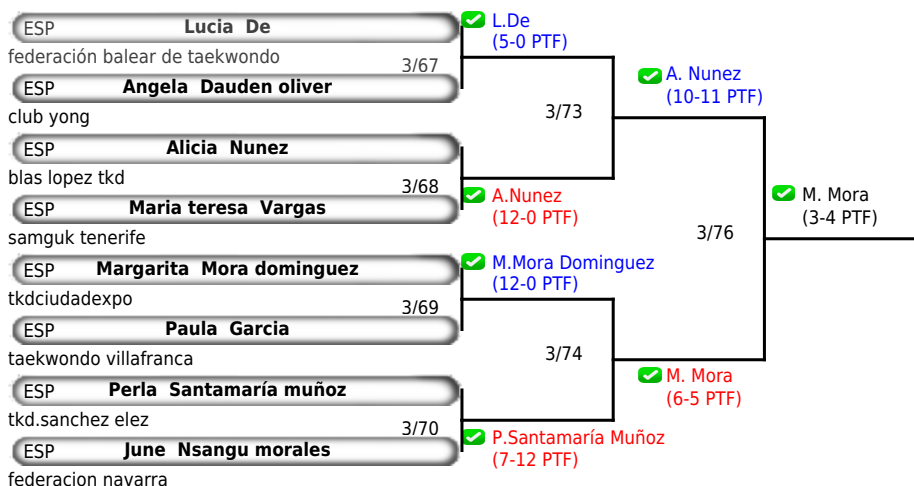 ESP Lucia De
federación balear de taekwondo
3/67
ESP Angela Dauden oliver
club yong
ESP Alicia Nunez
blas lopez tkd
3/68
ESP Maria teresa Vargas
samguk tenerife
ESP Margarita Mora dominguez
tkdciudadexpo
3/69
ESP Paula Garcia
taekwondo villafranca
ESP Perla Santamaría muñoz
tkd.sanchez elez
3/70
ESP June Nsangu morales
federacion navarra
L.De
(5-0 PTF)
3/73
A.Nunez
(12-0 PTF)
M.Mora Dominguez
(12-0 PTF)
3/74
P.Santamaría Muñoz
(7-12 PTF)
A. Nunez
(10-11 PTF)
3/76
M. Mora
(6-5 PTF)
M. Mora
(3-4 PTF)